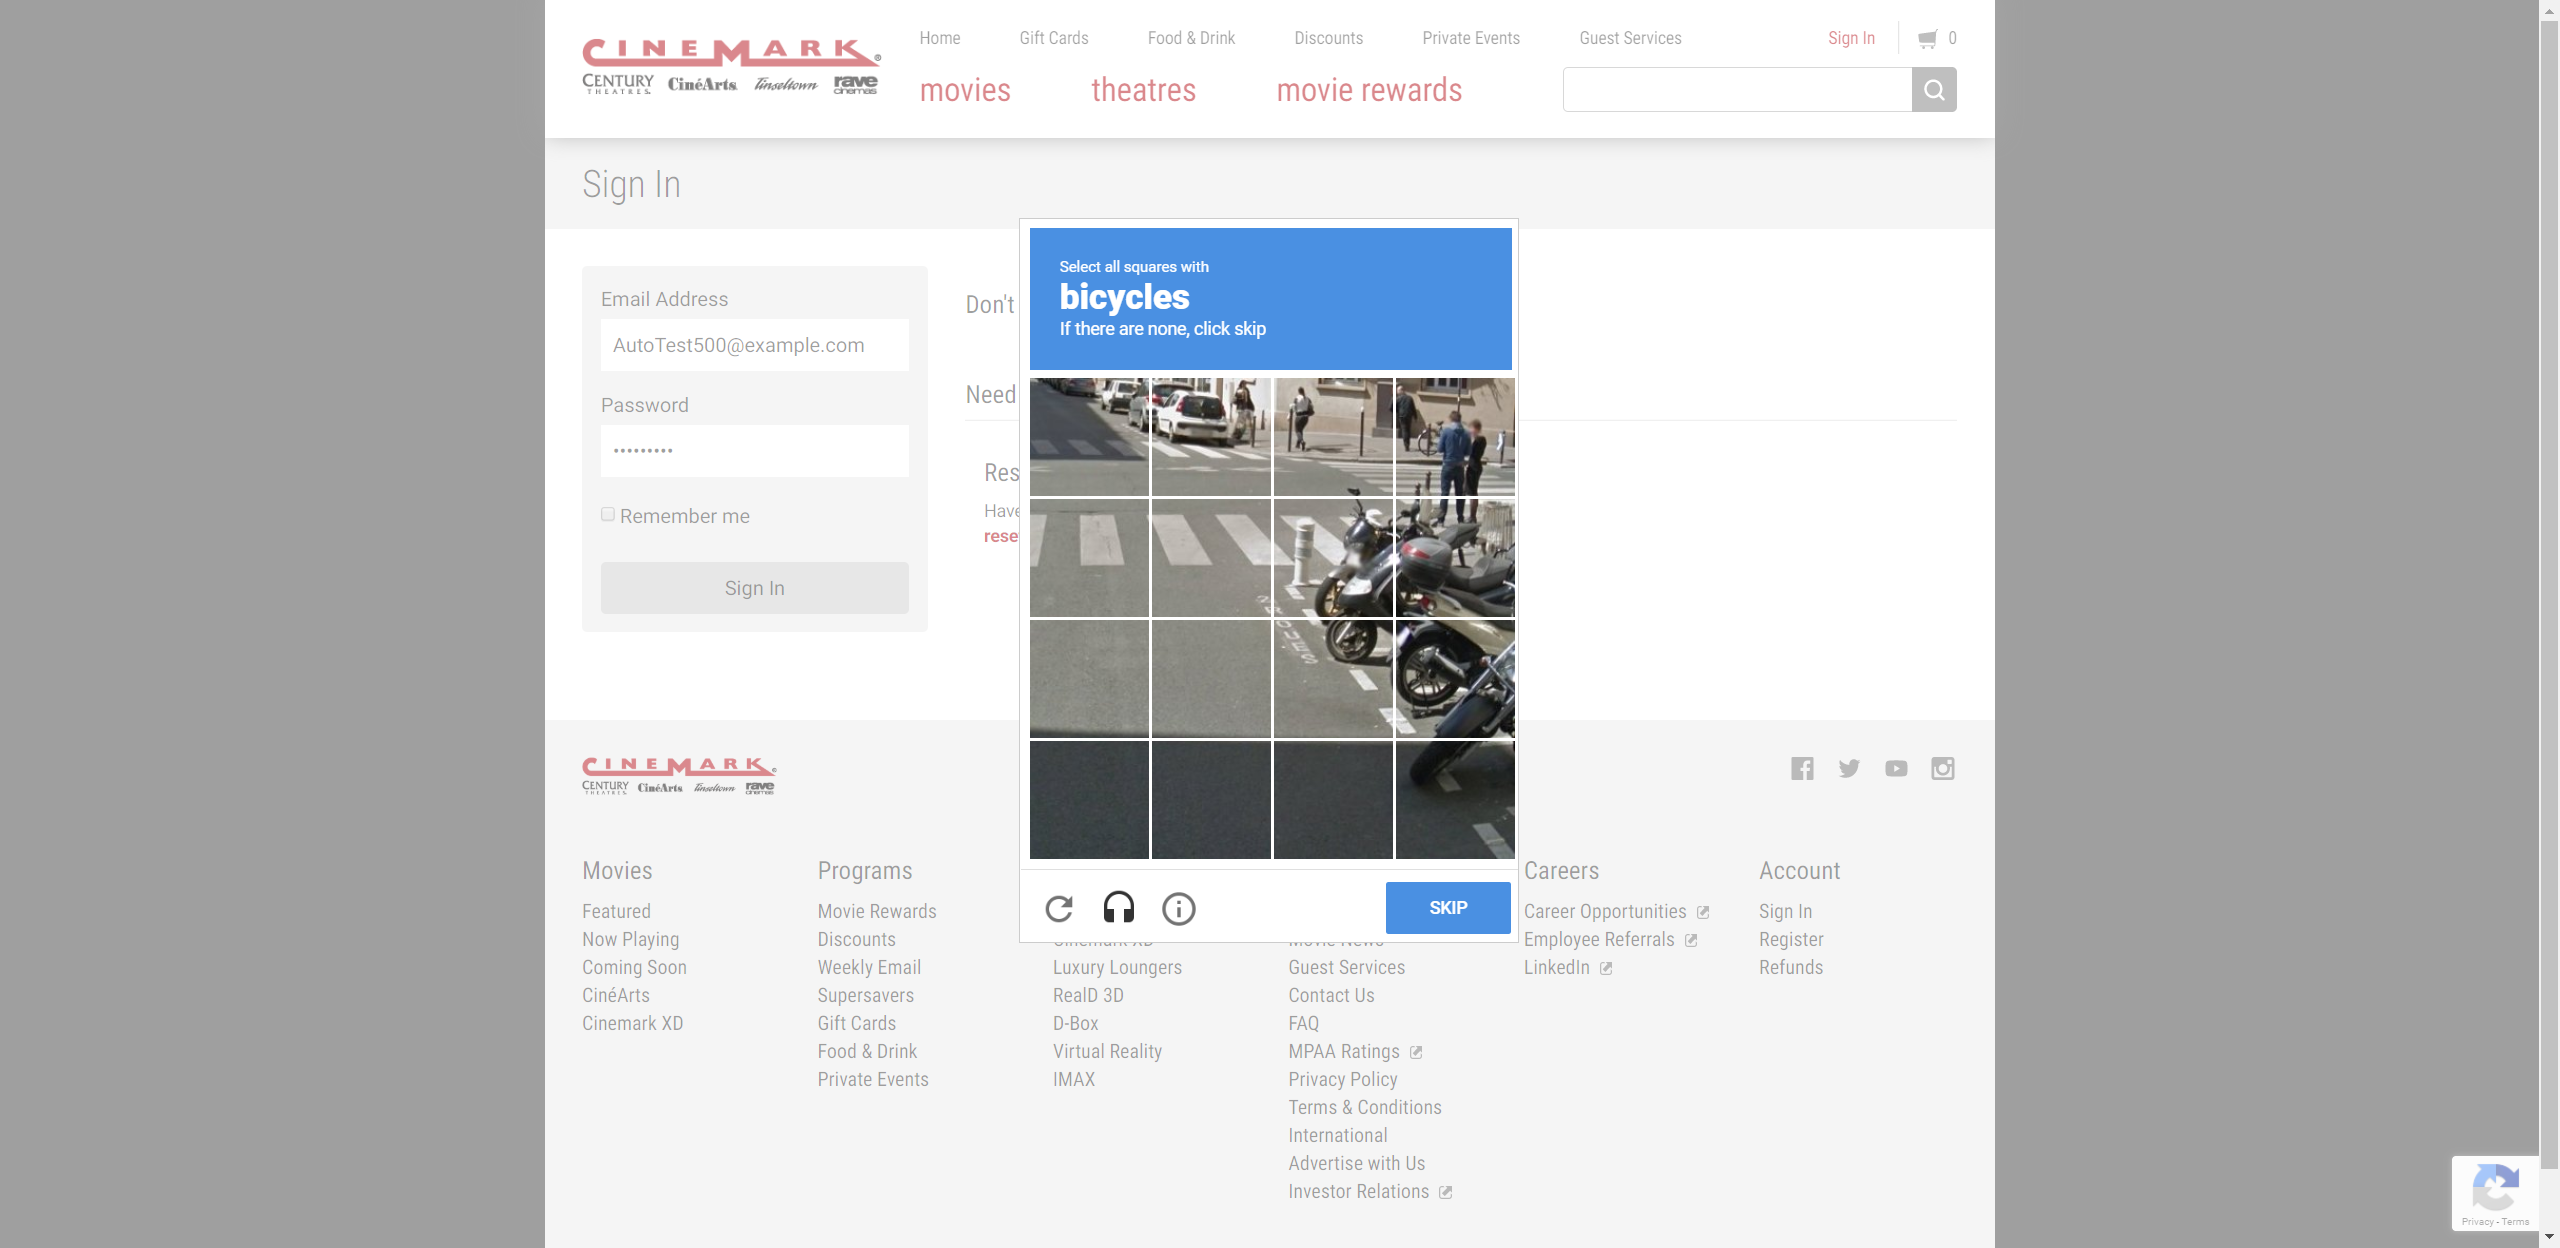 CINEMARK
CENTURY THEATRES CinéArts Tinseltown rave cinemas
Home Gift Cards Food & Drink Discounts Private Events Guest Services Sign In 0
movies theatres movie rewards
Sign In
Email Address
AutoTest500@example.com
Password
Remember me
Sign In
Don't
Need
Res
Have
rese
Select all squares with
bicycles
If there are none, click skip
SKIP
CINEMARK
CENTURY THEATRES CinéArts Tinseltown rave cinemas
Movies
Featured
Now Playing
Coming Soon
CinéArts
Cinemark XD
Programs
Movie Rewards
Discounts
Weekly Email
Supersavers
Gift Cards
Food & Drink
Private Events
Cinemark XD
Luxury Loungers
RealD 3D
D-Box
Virtual Reality
IMAX
Movie News
Guest Services
Contact Us
FAQ
MPAA Ratings
Privacy Policy
Terms & Conditions
International
Advertise with Us
Investor Relations
Careers
Career Opportunities
Employee Referrals
LinkedIn
Account
Sign In
Register
Refunds
Privacy - Terms